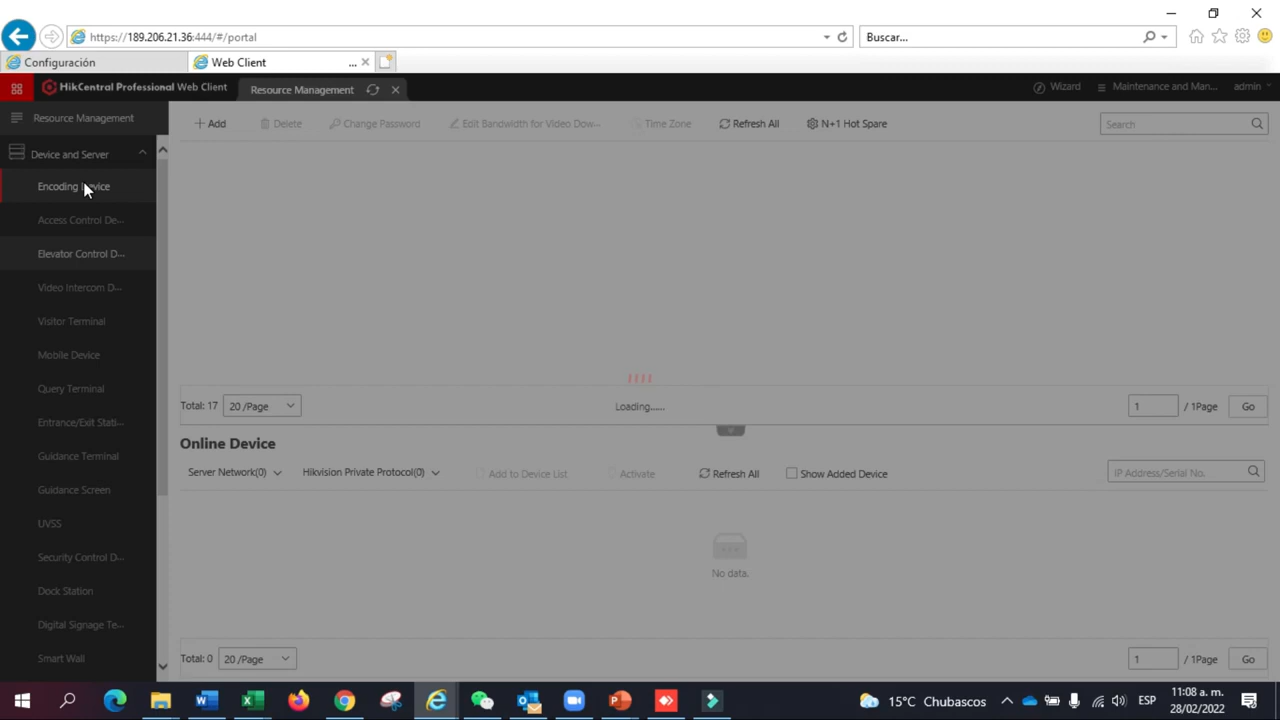 https://189.206.21.36:444/#/portal
Buscar...
Configuración
Web Client
...
HikCentral Professional Web Client
Resource Management
Wizard
Maintenance and Man...
admin
Resource Management
Add
Delete
Change Password
Edit Bandwidth for Video Dow...
Time Zone
Refresh All
N+1 Hot Spare
Search
Device and Server
Encoding Device
Access Control De...
Elevator Control D...
Video Intercom D...
Visitor Terminal
Mobile Device
Query Terminal
Entrance/Exit Stati...
Guidance Terminal
Guidance Screen
UVSS
Security Control D...
Dock Station
Digital Signage Te...
Smart Wall
Total: 17
20 /Page
Loading......
1
/ 1Page
Go
Online Device
Server Network(0)
Hikvision Private Protocol(0)
Add to Device List
Activate
Refresh All
Show Added Device
IP Address/Serial No.
No data.
Total: 0
20 /Page
1
/ 1Page
Go
15°C Chubascos
ESP
11:08 a. m.
28/02/2022